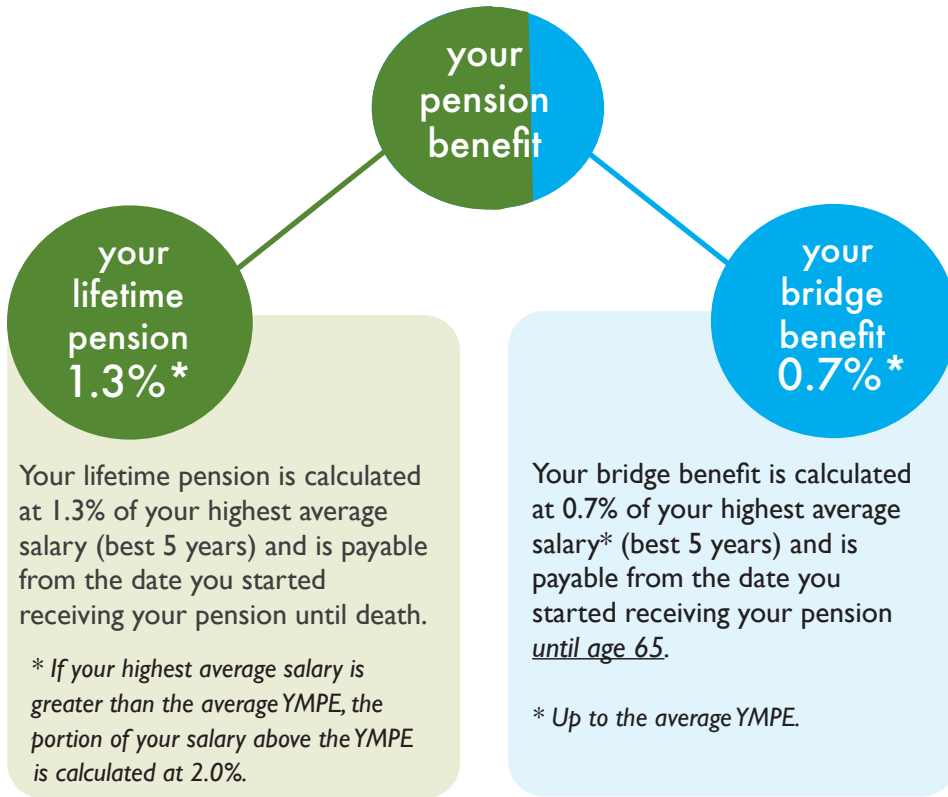 your
pension
benefit
your
lifetime
pension
1.3%*
Your lifetime pension is calculated
at 1.3% of your highest average
salary (best 5 years) and is payable
from the date you started
receiving your pension until death.
* If your highest average salary is
greater than the average YMPE, the
portion of your salary above the YMPE
is calculated at 2.0%.
your
bridge
benefit
0.7%*
Your bridge benefit is calculated
at 0.7% of your highest average
salary* (best 5 years) and is
payable from the date you
started receiving your pension
until age 65.
* Up to the average YMPE.